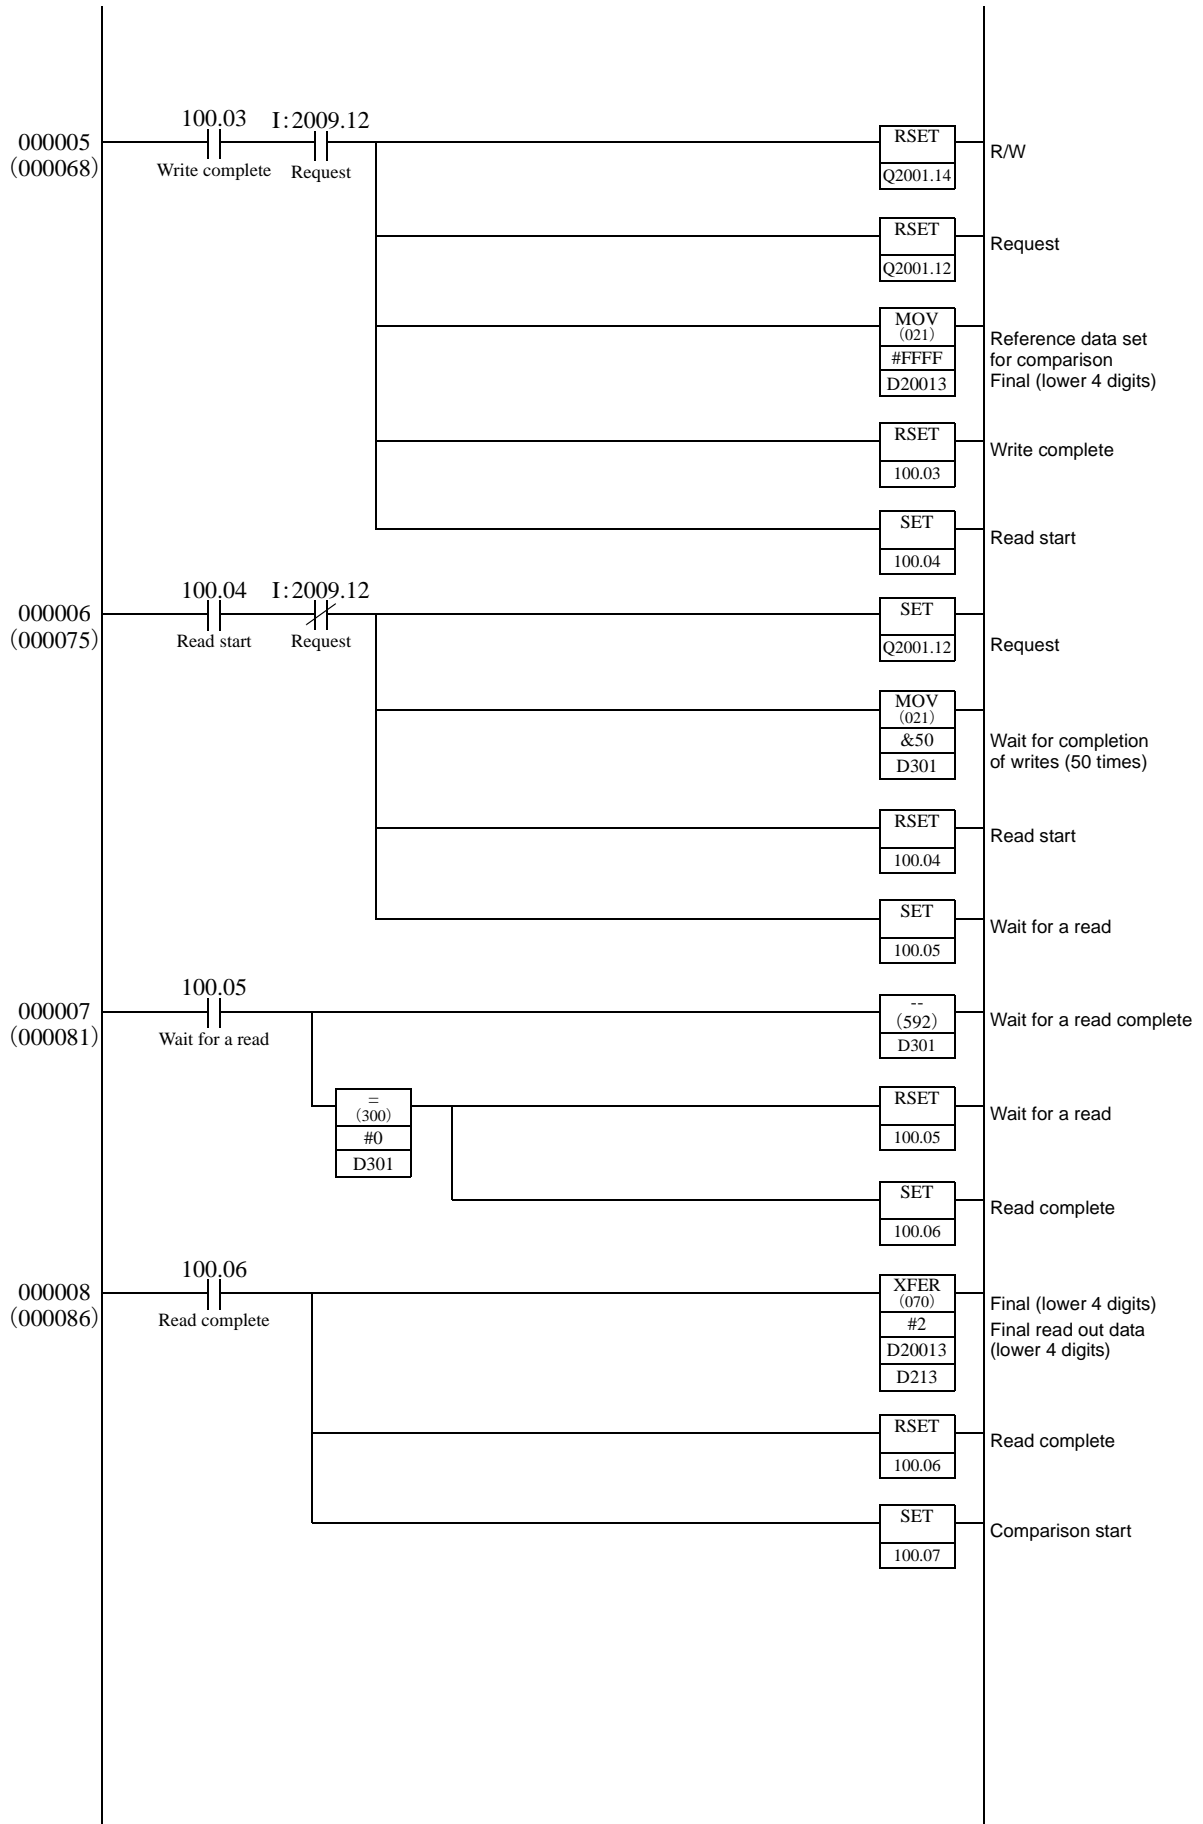 100.03 I:2009.12
000005
(000068)
Write complete Request
RSET
Q2001.14
R/W
RSET
Q2001.12
Request
MOV
(021)
#FFFF
D20013
Reference data set
for comparison
Final (lower 4 digits)
RSET
100.03
Write complete
SET
100.04
Read start
100.04 I:2009.12
000006
(000075)
Read start Request
SET
Q2001.12
Request
MOV
(021)
&50
D301
Wait for completion
of writes (50 times)
RSET
100.04
Read start
SET
100.05
Wait for a read
100.05
000007
(000081)
Wait for a read
--
(592)
D301
Wait for a read complete
=
(300)
#0
D301
RSET
100.05
Wait for a read
SET
100.06
Read complete
100.06
000008
(000086)
Read complete
XFER
(070)
#2
D20013
D213
Final (lower 4 digits)
Final read out data
(lower 4 digits)
RSET
100.06
Read complete
SET
100.07
Comparison start